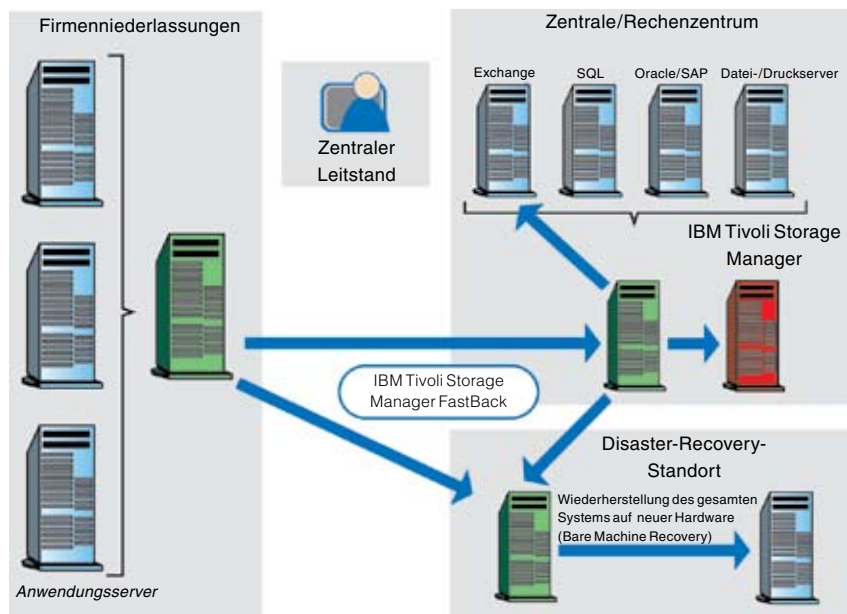 Firmenniederlassungen
Anwendungsserver
Zentraler
Leitstand
IBM Tivoli Storage
Manager FastBack
Zentrale/Rechenzentrum
Exchange
SQL
Oracle/SAP
Datei-/Druckserver
IBM Tivoli Storage
Manager
Disaster-Recovery-
Standort
Wiederherstellung des gesamten
Systems auf neuer Hardware
(Bare Machine Recovery)